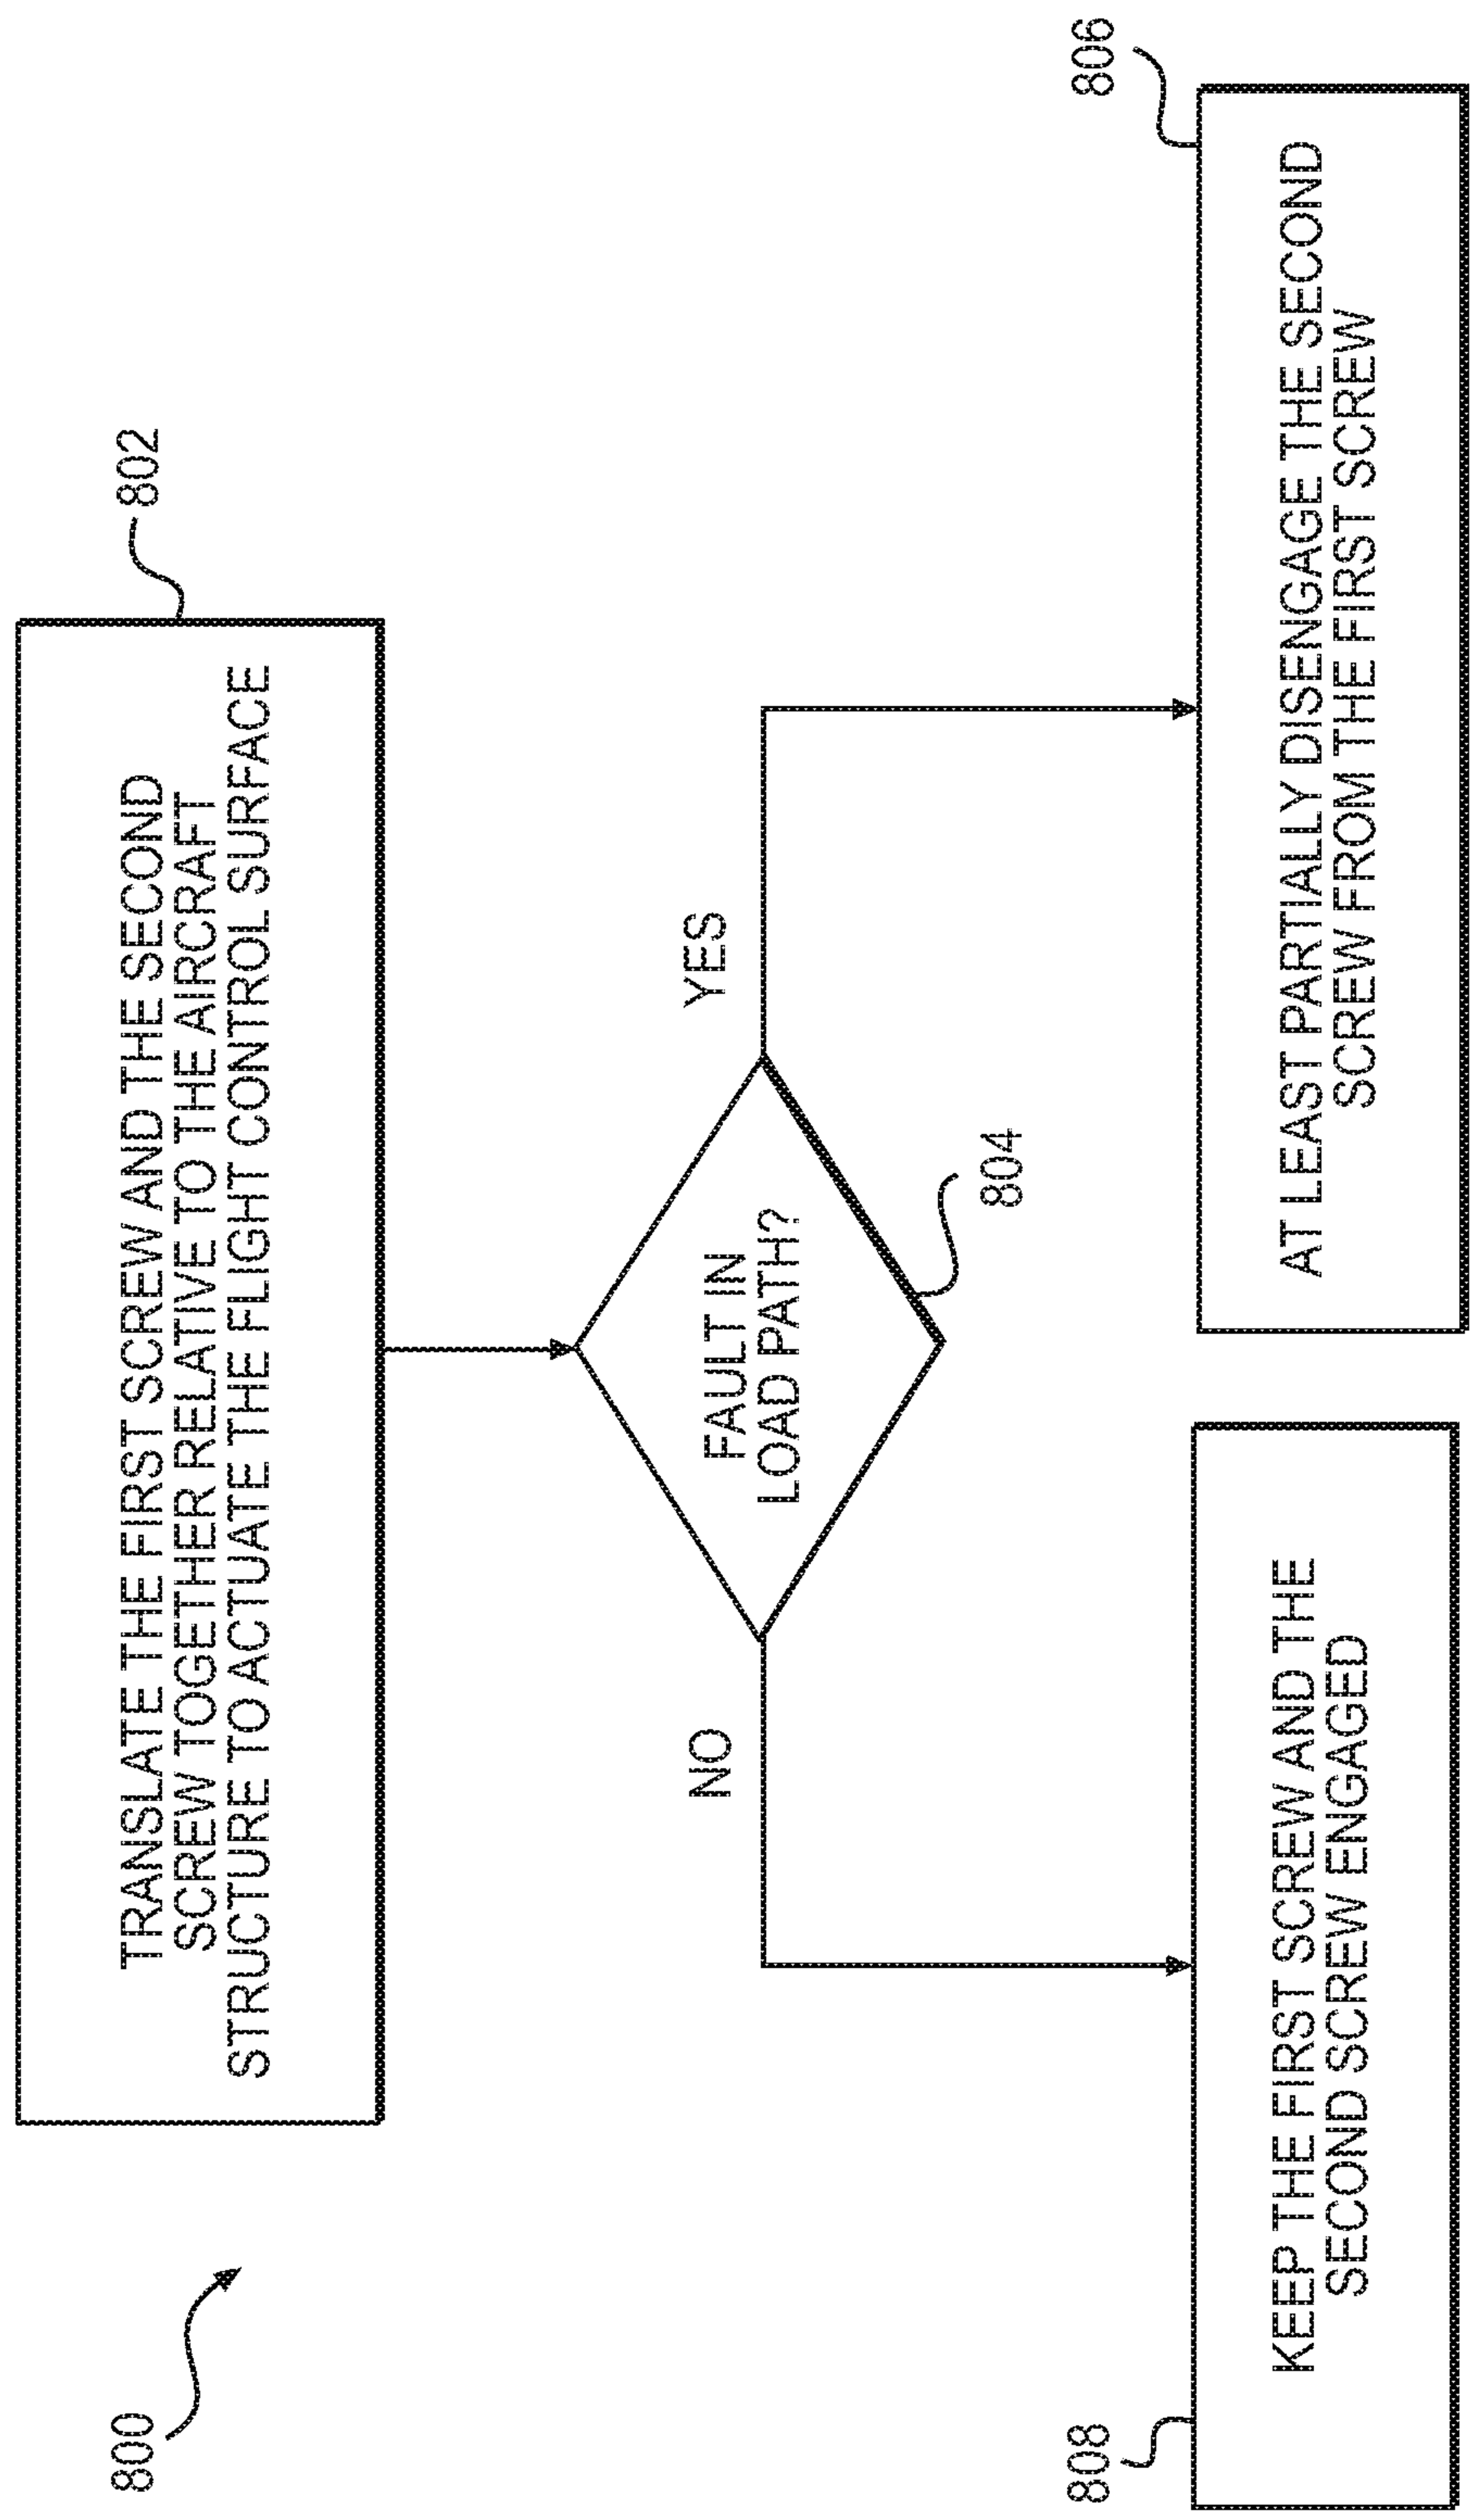 800
802
TRANSLATE THE FIRST SCREW AND THE SECOND
SCREW TOGETHER RELATIVE TO THE AIRCRAFT
STRUCTURE TO ACTUATE THE FLIGHT CONTROL SURFACE
FAULT IN
LOAD PATH?
804
NO
YES
808
KEEP THE FIRST SCREW AND THE
SECOND SCREW ENGAGED
806
AT LEAST PARTIALLY DISENGAGE THE SECOND
SCREW FROM THE FIRST SCREW